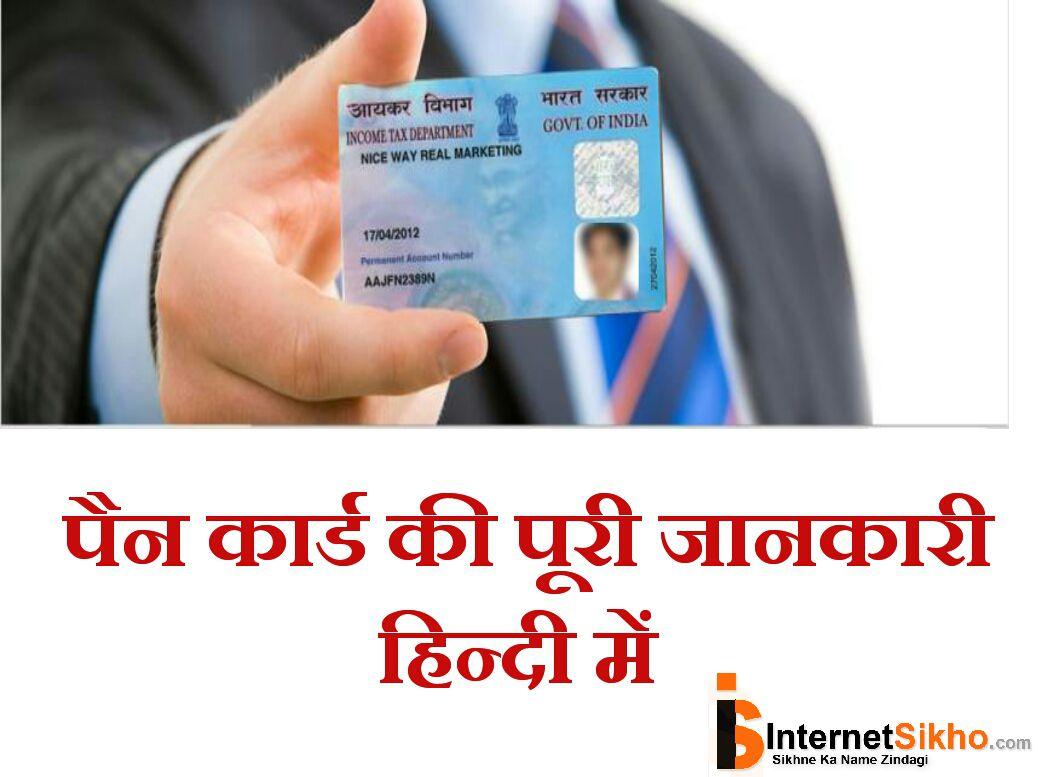 आयकर विभाग
भारत सरकार
INCOME TAX DEPARTMENT
GOVT. OF INDIA
NICE WAY REAL MARKETING
17/04/2012
Permanent Account Number
AAJFN2389N
27042012
पैन कार्ड की पूरी जानकारी
हिन्दी में
iS
InternetSikho.com
Sikhne Ka Name Zindagi